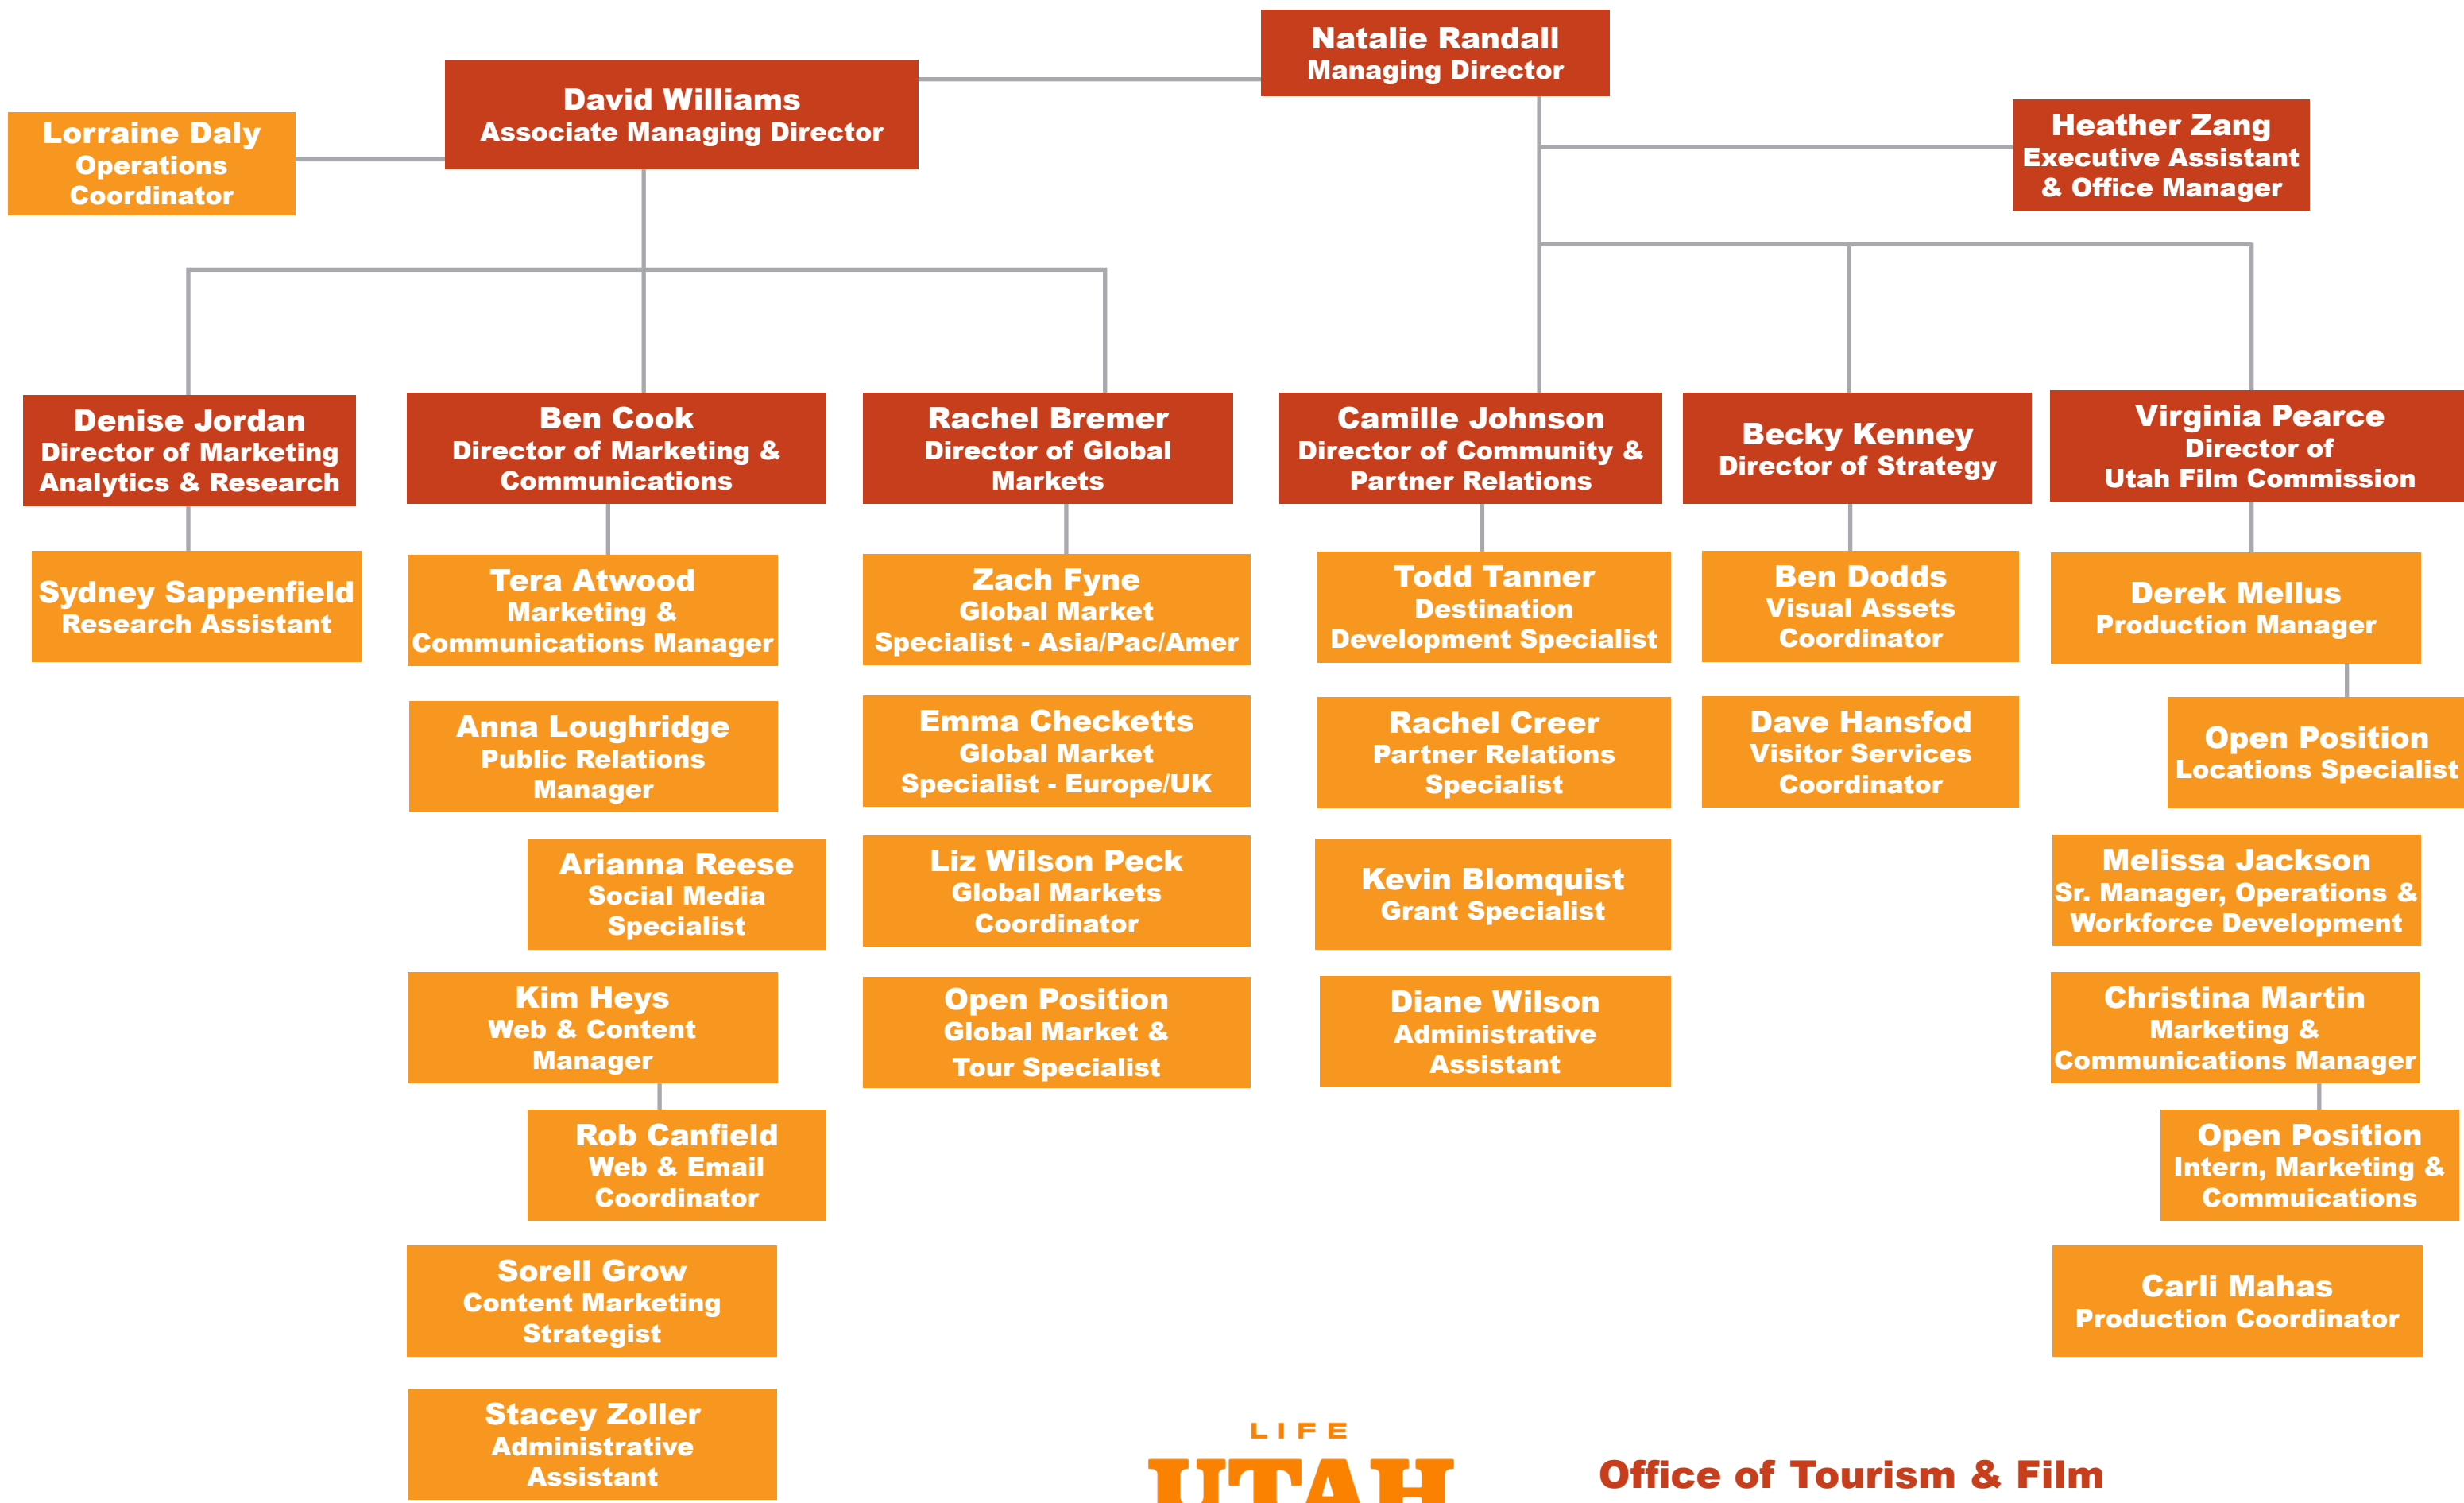 Natalie Randall
Managing Director
David Williams
Associate Managing Director
Heather Zang
Executive Assistant
& Office Manager
Lorraine Daly
Operations
Coordinator
Denise Jordan
Director of Marketing
Analytics & Research
Sydney Sappenfield
Research Assistant
Ben Cook
Director of Marketing &
Communications
Tera Atwood
Marketing &
Communications Manager
Anna Loughridge
Public Relations
Manager
Arianna Reese
Social Media
Specialist
Kim Heys
Web & Content
Manager
Rob Canfield
Web & Email
Coordinator
Sorell Grow
Content Marketing
Strategist
Stacey Zoller
Administrative
Assistant
Rachel Bremer
Director of Global
Markets
Zach Fyne
Global Market
Specialist - Asia/Pac/Amer
Emma Checketts
Global Market
Specialist - Europe/UK
Liz Wilson Peck
Global Markets
Coordinator
Open Position
Global Market &
Tour Specialist
Camille Johnson
Director of Community &
Partner Relations
Todd Tanner
Destination
Development Specialist
Rachel Creer
Partner Relations
Specialist
Kevin Blomquist
Grant Specialist
Diane Wilson
Administrative
Assistant
Becky Kenney
Director of Strategy
Ben Dodds
Visual Assets
Coordinator
Dave Hansfod
Visitor Services
Coordinator
Virginia Pearce
Director of
Utah Film Commission
Derek Mellus
Production Manager
Open Position
Locations Specialist
Melissa Jackson
Sr. Manager, Operations &
Workforce Development
Christina Martin
Marketing &
Communications Manager
Open Position
Intern, Marketing &
Commuications
Carli Mahas
Production Coordinator
LIFE
UTAH
Office of Tourism & Film